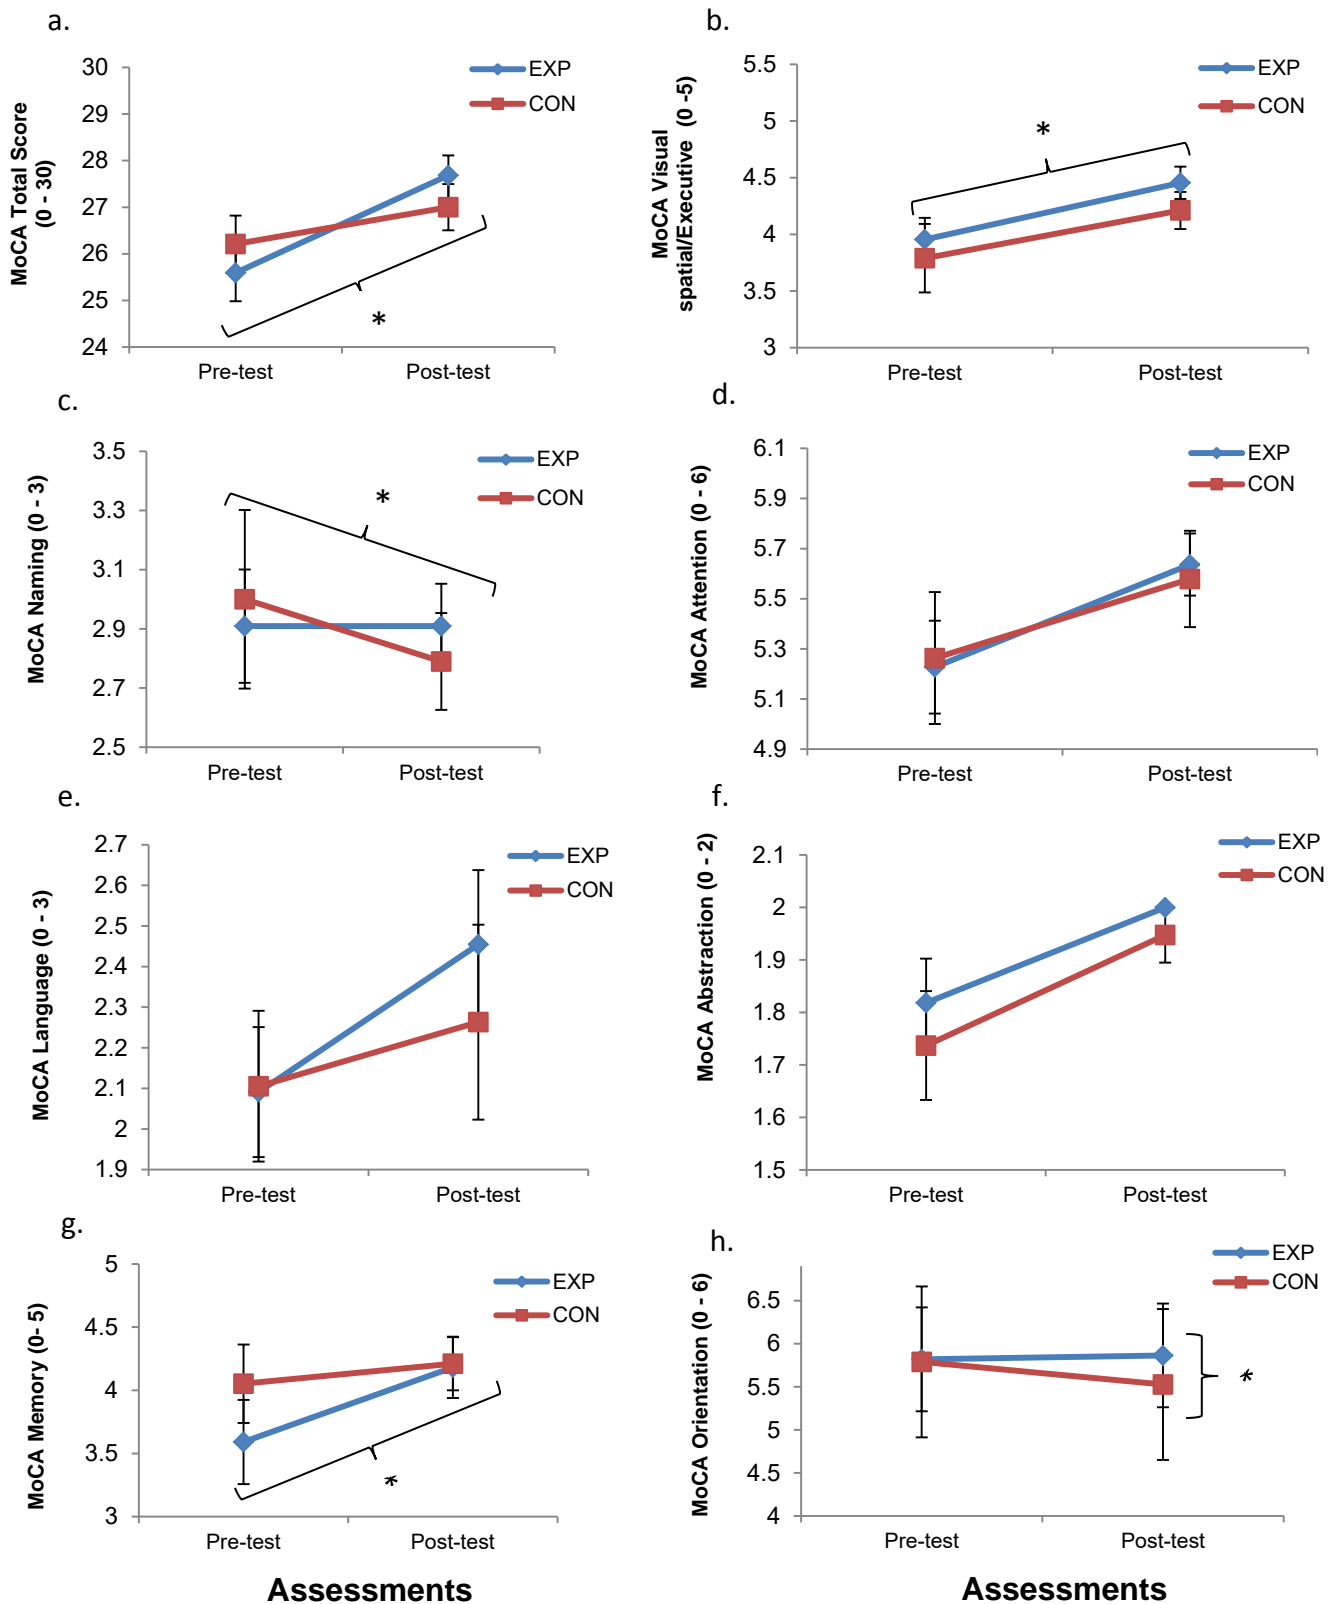 a.
MoCA Total Score
(0 - 30)
30
29
28
27
26
25
24
EXP
CON
*
Pre-test Post-test
b.
MoCA Visual
spatial/Executive (0 -5)
5.5
5
4.5
4
3.5
3
EXP
CON
*
Pre-test Post-test
c.
MoCA Naming (0 - 3)
3.5
3.3
3.1
2.9
2.7
2.5
EXP
CON
*
Pre-test Post-test
d.
MoCA Attention (0 - 6)
6.1
5.9
5.7
5.5
5.3
5.1
4.9
EXP
CON
Pre-test Post-test
e.
MoCA Language (0 - 3)
2.7
2.6
2.5
2.4
2.3
2.2
2.1
2
1.9
EXP
CON
Pre-test Post-test
f.
MoCA Abstraction (0 - 2)
2.1
2
1.9
1.8
1.7
1.6
1.5
EXP
CON
Pre-test Post-test
g.
MoCA Memory (0- 5)
5
4.5
4
3.5
3
EXP
CON
*
Pre-test Post-test
Assessments
h.
MoCA Orientation (0 - 6)
6.5
6
5.5
5
4.5
4
EXP
CON
*
Pre-test Post-test
Assessments